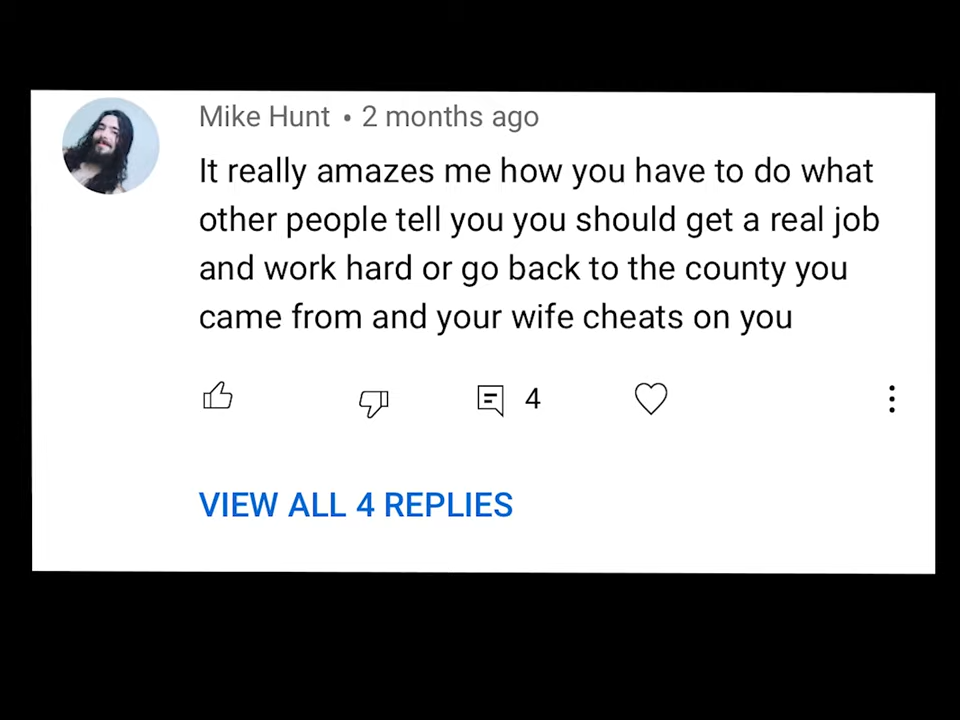 Mike Hunt • 2 months ago
It really amazes me how you have to do what
other people tell you you should get a real job
and work hard or go back to the county you
came from and your wife cheats on you
4
VIEW ALL 4 REPLIES